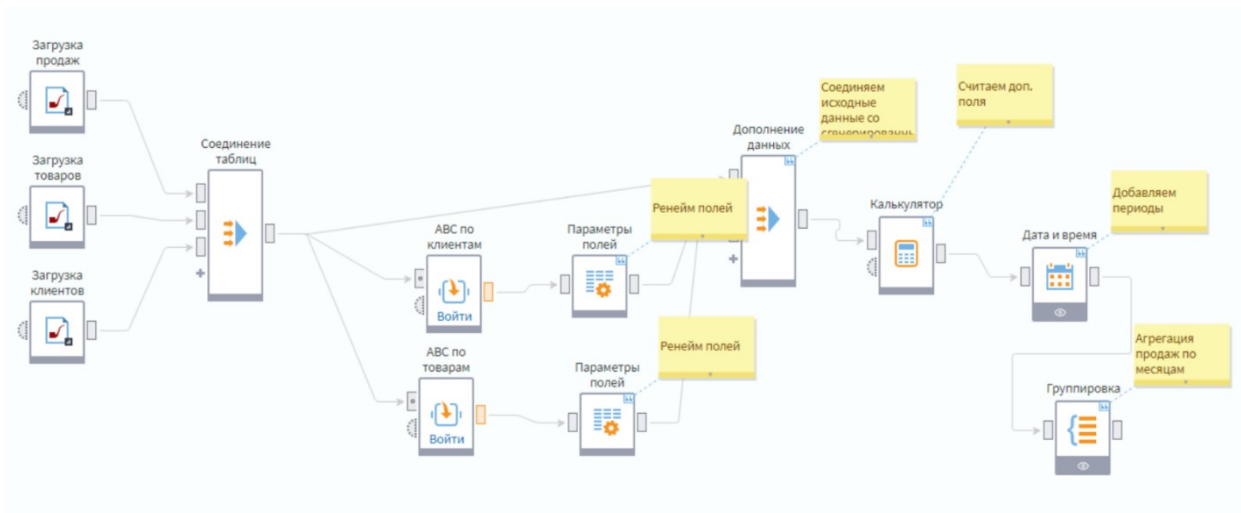 Загрузка
продаж
Загрузка
товаров
Загрузка
клиентов
Соединение
таблиц
ABC по
клиентам
Войти
ABC по
товарам
Войти
Параметры
полей
Ренейм полей
Параметры
полей
Ренейм полей
Дополнение
данных
Соединяем
исходные
данные со
Калькулятор
Считаем доп.
поля
Дата и время
Добавляем
периоды
Группировка
Агрегация
продаж по
месяцам